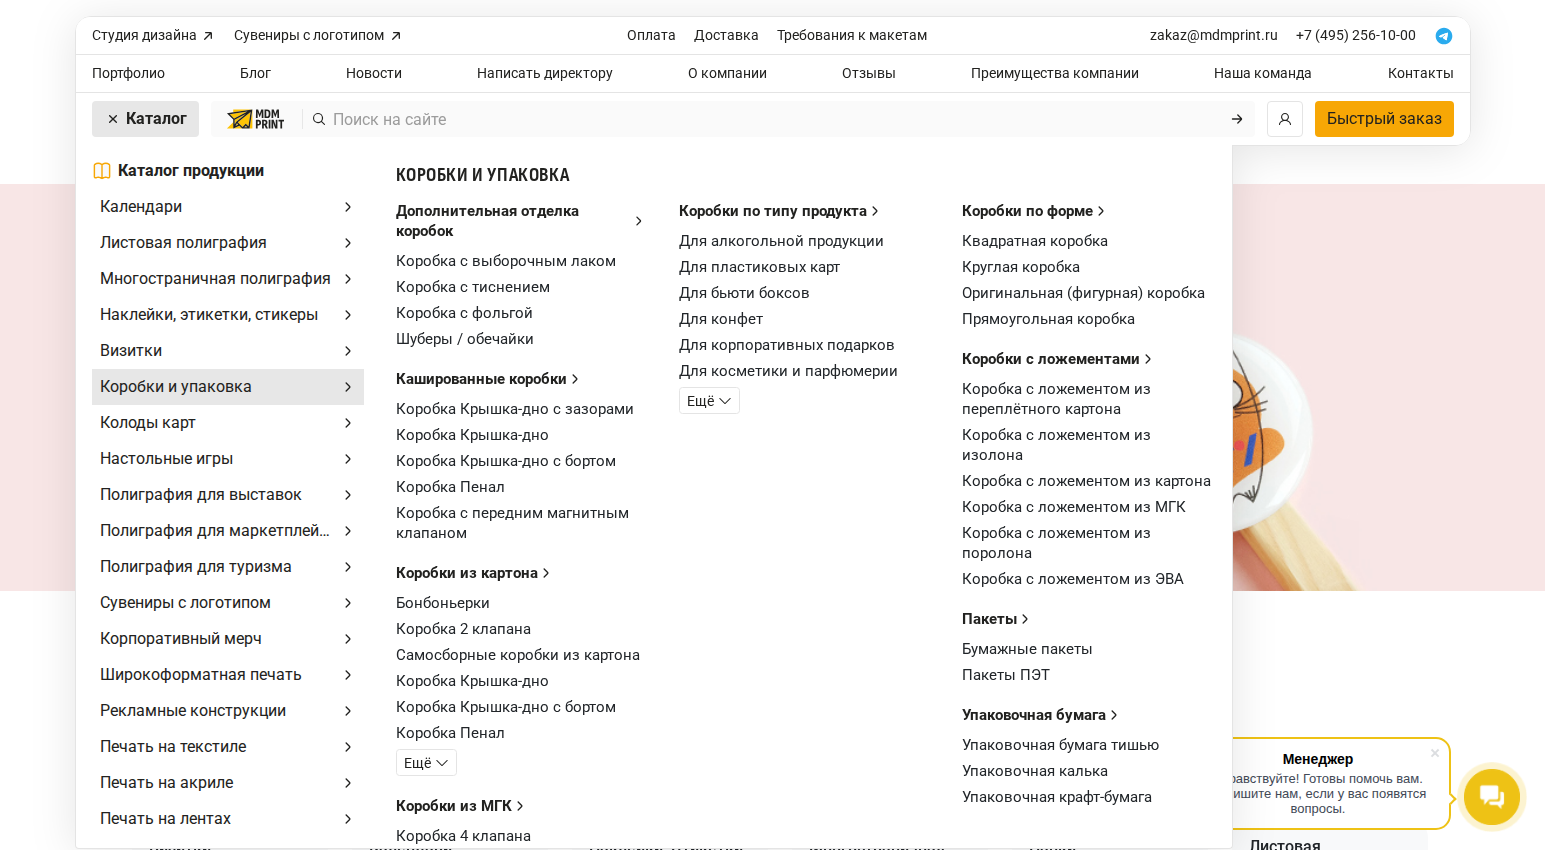 Студия дизайна
Сувениры с логотипом
Оплата
Доставка
Требования к макетам
zakaz@mdmprint.ru
+7 (495) 256-10-00
Портфолио
Блог
Новости
Написать директору
О компании
Отзывы
Преимущества компании
Наша команда
Контакты
Каталог
MDM
PRINT
Поиск на сайте
Быстрый заказ
Каталог продукции
Календари
Листовая полиграфия
Многостраничная полиграфия
Наклейки, этикетки, стикеры
Визитки
Коробки и упаковка
Колоды карт
Настольные игры
Полиграфия для выставок
Полиграфия для маркетплей...
Полиграфия для туризма
Сувениры с логотипом
Корпоративный мерч
Широкоформатная печать
Рекламные конструкции
Печать на текстиле
Печать на акриле
Печать на лентах
КОРОБКИ И УПАКОВКА
Дополнительная отделка
коробок
Коробка с выборочным лаком
Коробка с тиснением
Коробка с фольгой
Шуберы / обечайки
Кашированные коробки
Коробка Крышка-дно с зазорами
Коробка Крышка-дно
Коробка Крышка-дно с бортом
Коробка Пенал
Коробка с передним магнитным
клапаном
Коробки из картона
Бонбоньерки
Коробка 2 клапана
Самосборные коробки из картона
Коробка Крышка-дно
Коробка Крышка-дно с бортом
Коробка Пенал
Ещё
Коробки из МГК
Коробка 4 клапана
Коробки по типу продукта
Для алкогольной продукции
Для пластиковых карт
Для бьюти боксов
Для конфет
Для корпоративных подарков
Для косметики и парфюмерии
Ещё
Коробки по форме
Квадратная коробка
Круглая коробка
Оригинальная (фигурная) коробка
Прямоугольная коробка
Коробки с ложементами
Коробка с ложементом из
переплётного картона
Коробка с ложементом из
изолона
Коробка с ложементом из картона
Коробка с ложементом из МГК
Коробка с ложементом из
поролона
Коробка с ложементом из ЭВА
Пакеты
Бумажные пакеты
Пакеты ПЭТ
Упаковочная бумага
Упаковочная бумага тишью
Упаковочная калька
Упаковочная крафт-бумага
Менеджер
равствуйте! Готовы помочь вам.
ишите нам, если у вас появятся
вопросы.
Листовая